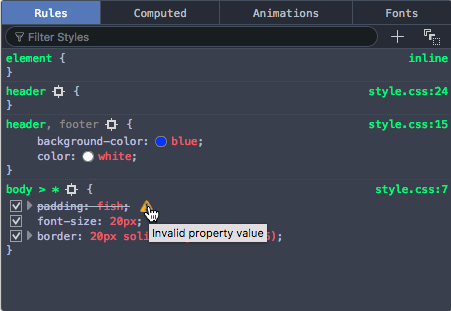 Rules Computed Animations Fonts
Filter Styles
element { inline
}
header { style.css:24
}
header, footer { style.css:15
background-color: blue;
color: white;
}
body > * { style.css:7
padding: fish;
font-size: 20px;
Invalid property value
border: 20px soli );
}